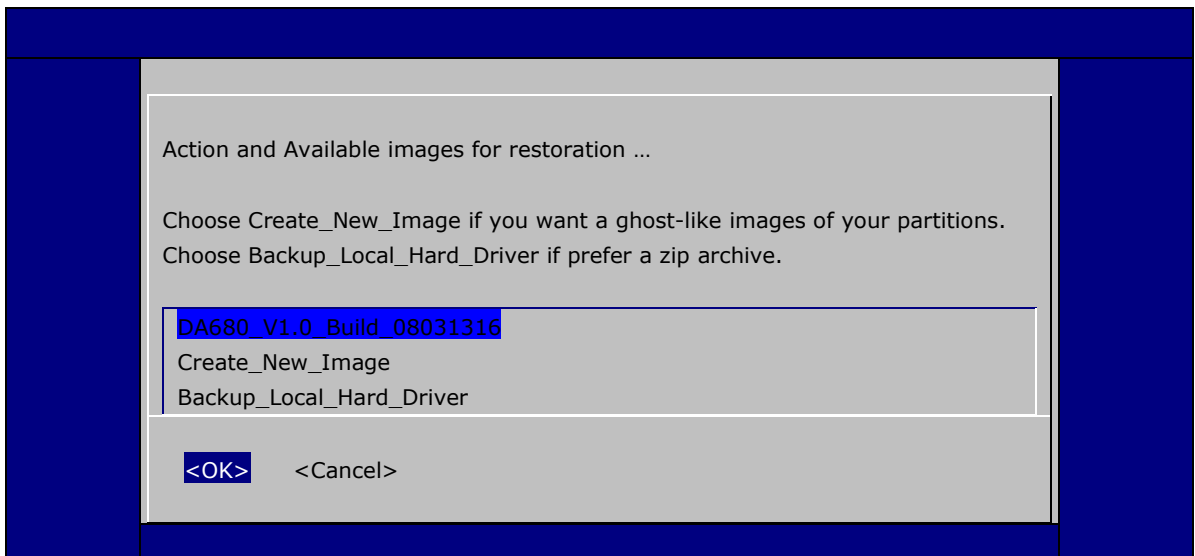 Action and Available images for restoration …
Choose Create_New_Image if you want a ghost-like images of your partitions.
Choose Backup_Local_Hard_Driver if prefer a zip archive.
DA680_V1.0_Build_08031316
Create_New_Image
Backup_Local_Hard_Driver
<OK> <Cancel>